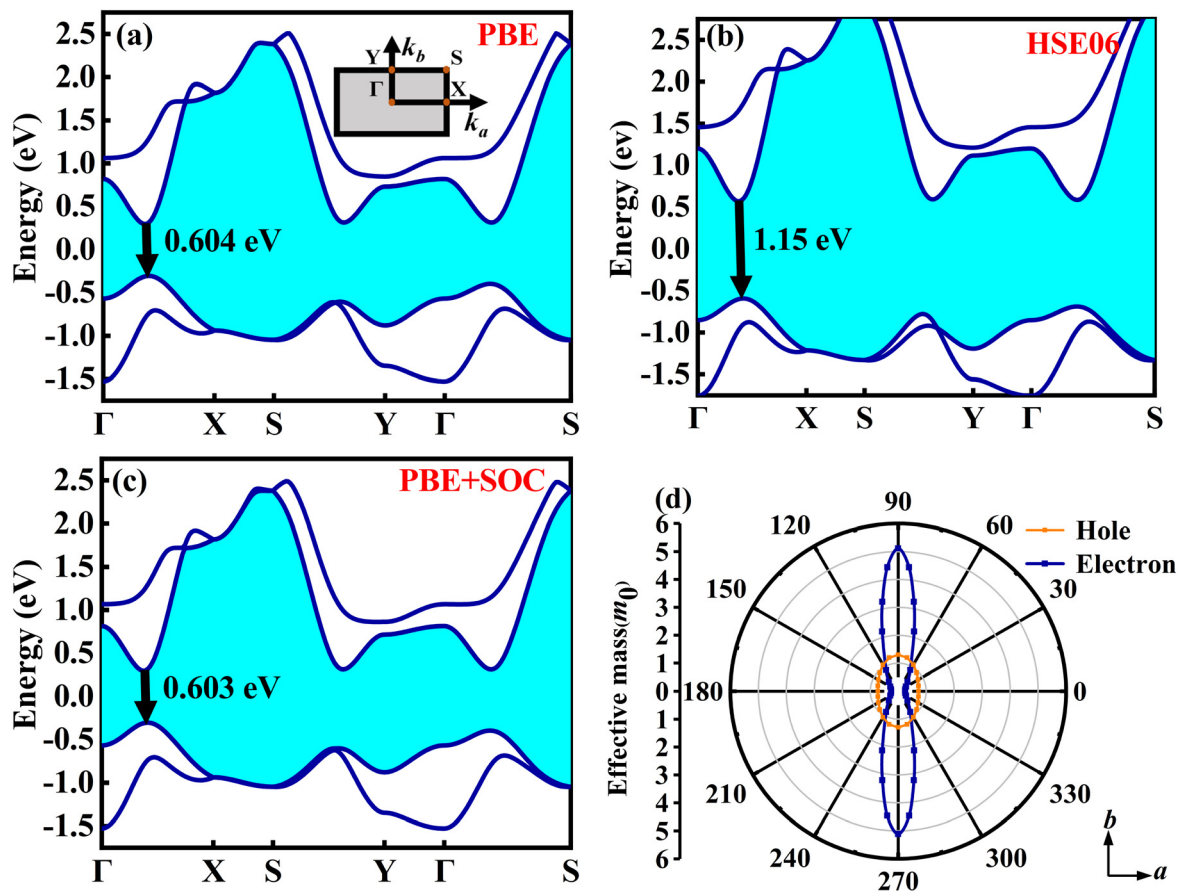 (a)
PBE
Energy (eV)
2.5
2.0
1.5
1.0
0.5
0.0
-0.5
-1.0
-1.5
Y
k_b
S
Γ
X
k_a
0.604 eV
Γ X S Y Γ S
(b)
HSE06
Energy (ev)
2.5
2.0
1.5
1.0
0.5
0.0
-0.5
-1.0
-1.5
1.15 eV
Γ X S Y Γ S
(c)
PBE+SOC
Energy (eV)
2.5
2.0
1.5
1.0
0.5
0.0
-0.5
-1.0
-1.5
0.603 eV
Γ X S Y Γ S
(d)
Effective mass(m0)
6
5
4
3
2
1
0
1
2
3
4
5
6
90
120
60
150
30
180
0
210
330
240
300
270
Hole
Electron
b
a